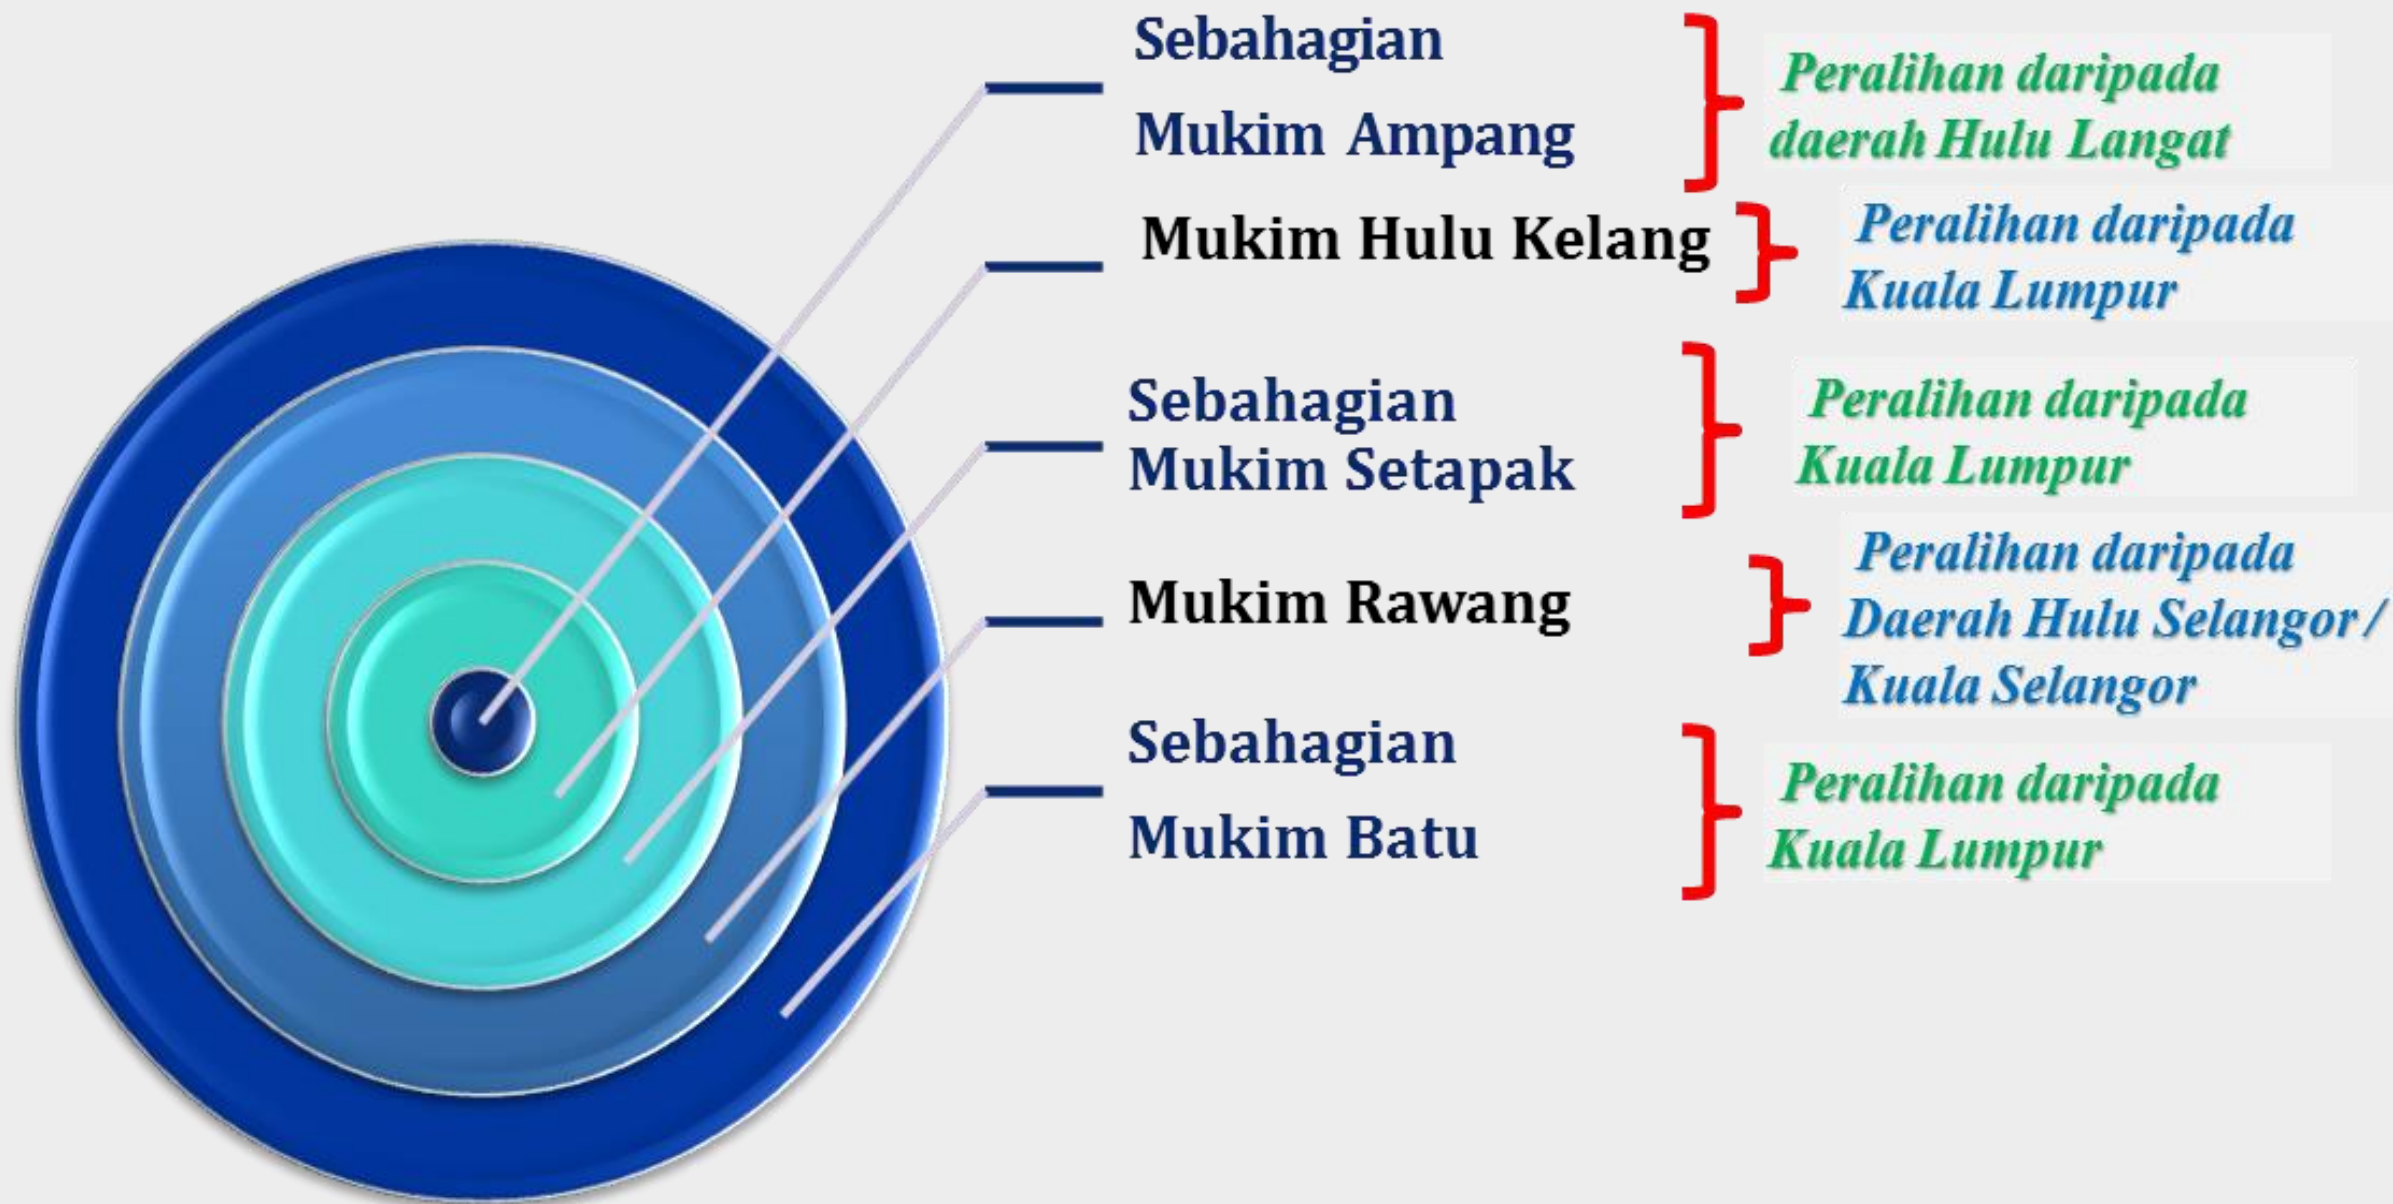 Sebahagian
Mukim Ampang
Peralihan daripada
daerah Hulu Langat
Mukim Hulu Kelang
Peralihan daripada
Kuala Lumpur
Sebahagian
Mukim Setapak
Peralihan daripada
Kuala Lumpur
Mukim Rawang
Peralihan daripada
Daerah Hulu Selangor /
Kuala Selangor
Sebahagian
Mukim Batu
Peralihan daripada
Kuala Lumpur